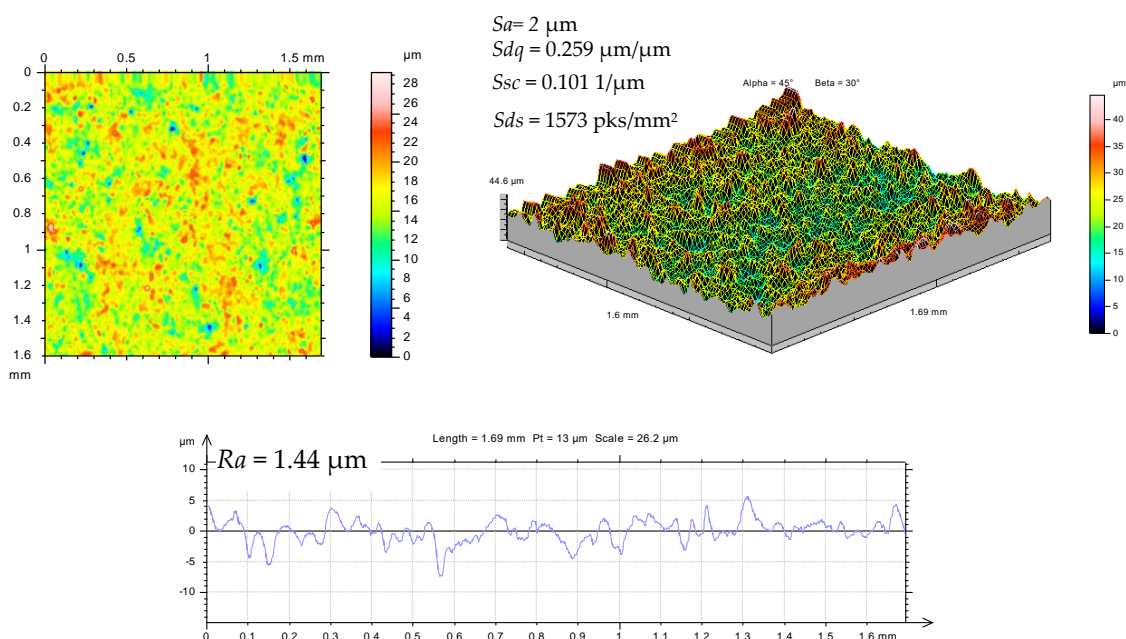 Sa= 2 µm
Sdq = 0.259 µm/µm
Ssc = 0.101 1/µm
Sds = 1573 pks/mm²
0 0.5 1 1.5 mm
µm
0
0.2
0.4
0.6
0.8
1
1.2
1.4
1.6
mm
28
26
24
22
20
18
16
14
12
10
8
6
4
2
0
Alpha = 45° Beta = 30°
44.6 µm
1.6 mm
1.69 mm
µm
40
35
30
25
20
15
10
5
0
µm
Length = 1.69 mm Pt = 13 µm Scale = 26.2 µm
Ra = 1.44 µm
10
5
0
-5
-10
0 0.1 0.2 0.3 0.4 0.5 0.6 0.7 0.8 0.9 1 1.1 1.2 1.3 1.4 1.5 1.6 mm